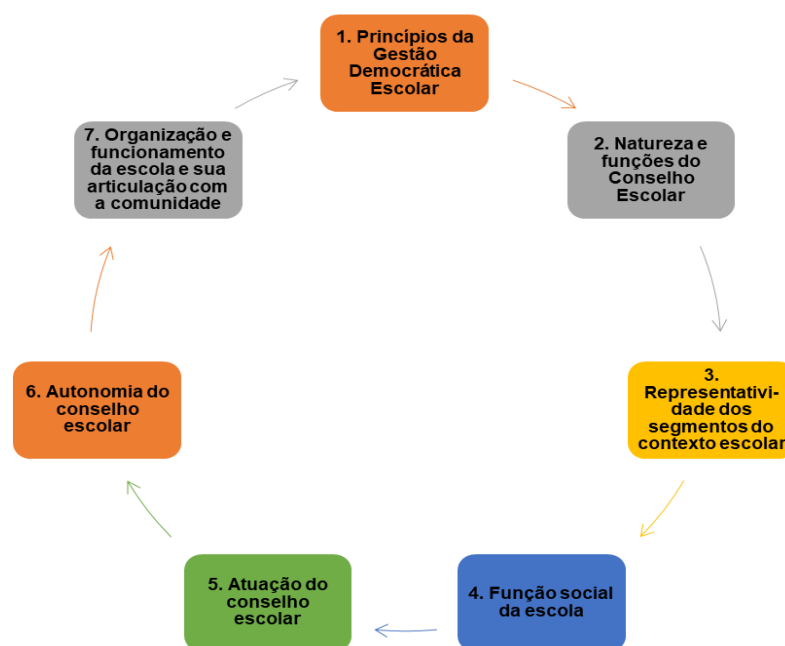 1. Princípios da
Gestão
Democrática
Escolar
2. Natureza e
funções do
Conselho
Escolar
3.
Representativi-
dade dos
segmentos do
contexto escolar
4. Função social
da escola
5. Atuação do
conselho
escolar
6. Autonomia do
conselho
escolar
7. Organização e
funcionamento
da escola e sua
articulação com
a comunidade